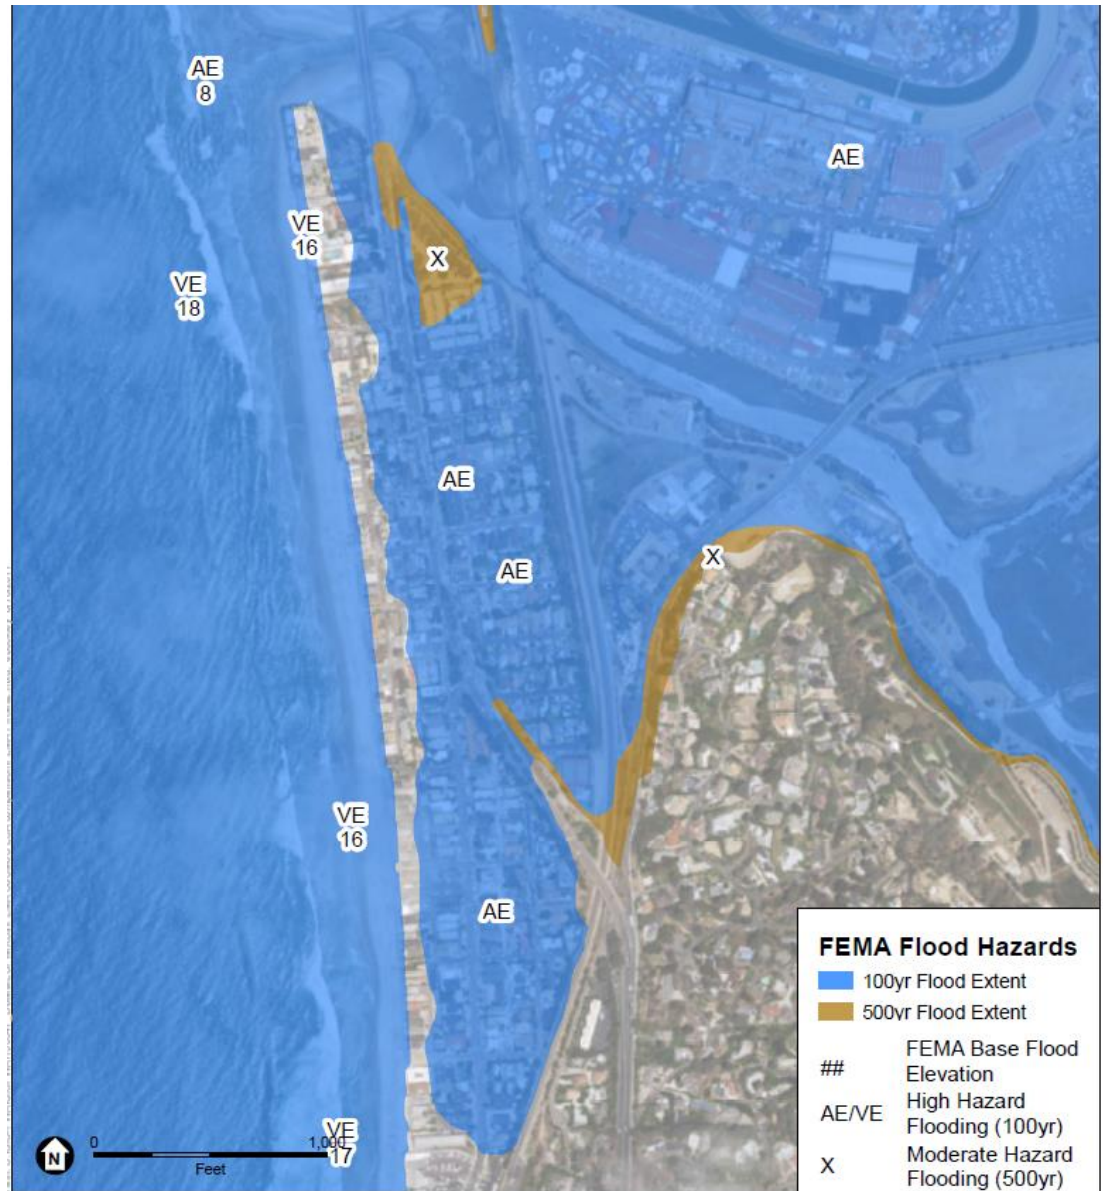 AE
8
AE
VE
16
X
VE
18
AE
X
AE
VE
16
AE
VE
17
FEMA Flood Hazards
100yr Flood Extent
500yr Flood Extent
## FEMA Base Flood
Elevation
AE/VE High Hazard
Flooding (100yr)
X Moderate Hazard
Flooding (500yr)
N
0 1,000
Feet